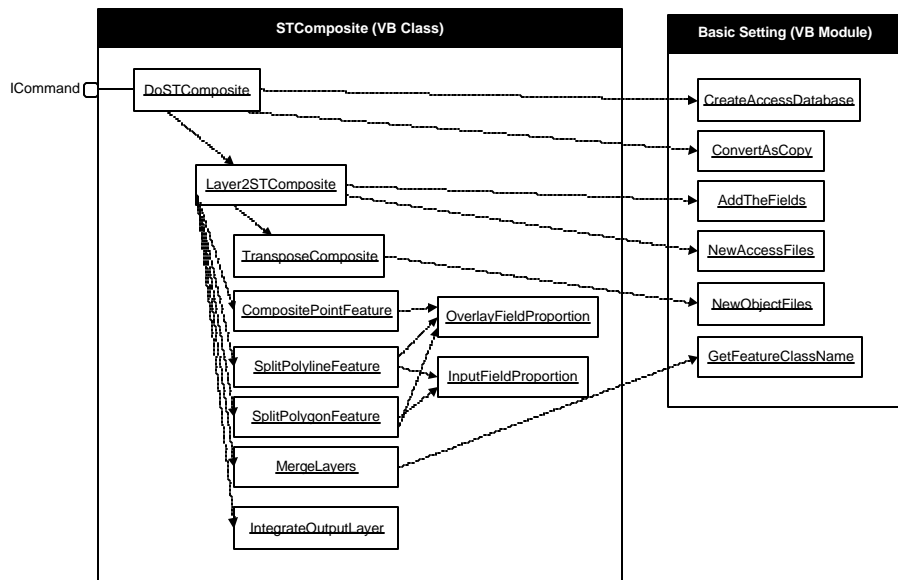 STComposite (VB Class)
Basic Setting (VB Module)
ICommand
DoSTComposite
CreateAccessDatabase
ConvertAsCopy
Layer2STComposite
AddTheFields
TransposeComposite
NewAccessFiles
CompositePointFeature
OverlayFieldProportion
NewObjectFiles
SplitPolylineFeature
InputFieldProportion
GetFeatureClassName
SplitPolygonFeature
MergeLayers
IntegrateOutputLayer